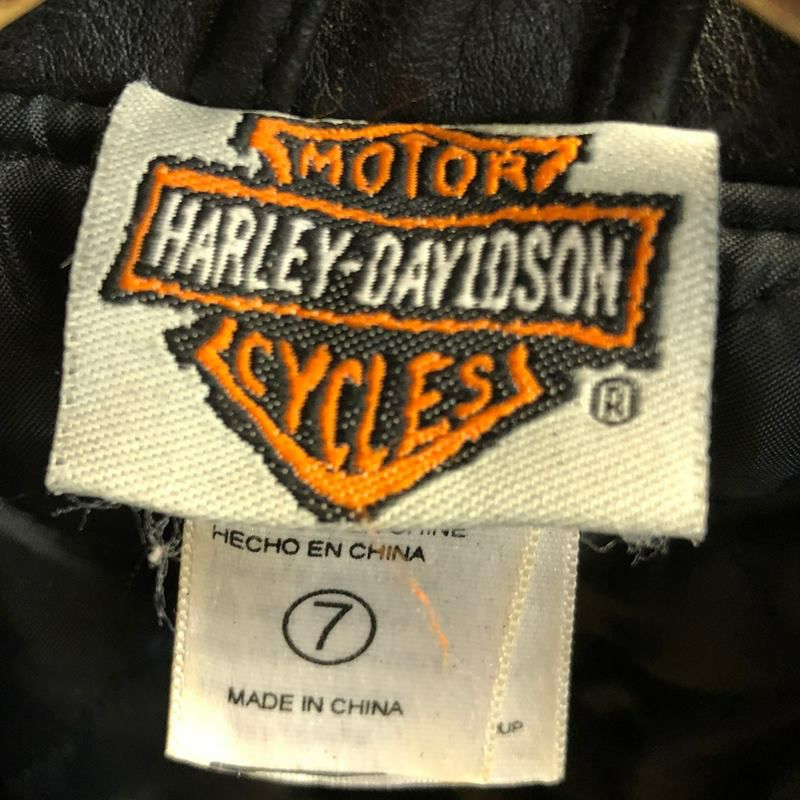 MOTOR
HARLEY-DAVIDSON
CYCLES
®
HECHO EN CHINA
7
MADE IN CHINA